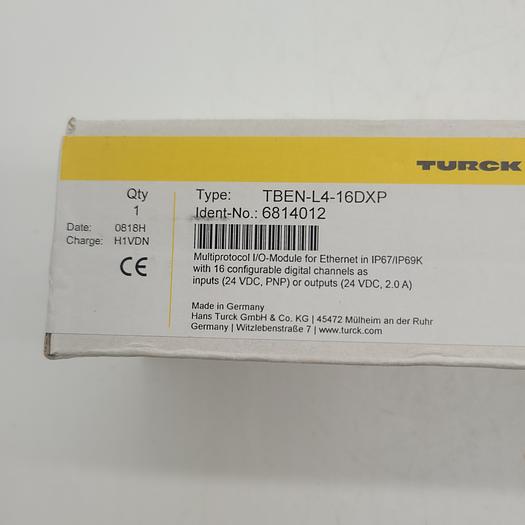 TURCK
Qty
1
Date: 0818H
Charge: H1VDN
CE
Type: TBEN-L4-16DXP
Ident-No.: 6814012
Multiprotocol I/O-Module for Ethernet in IP67/IP69K
with 16 configurable digital channels as
inputs (24 VDC, PNP) or outputs (24 VDC, 2.0 A)
Made in Germany
Hans Turck GmbH & Co. KG | 45472 Mülheim an der Ruhr
Germany | Witzlebenstraße 7 | www.turck.com